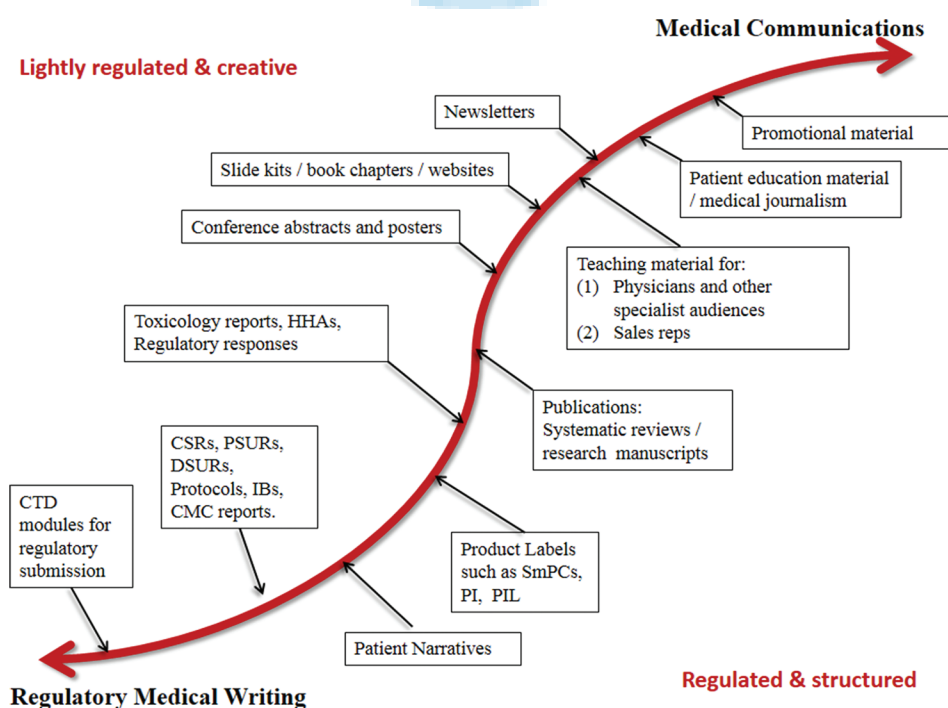 Medical Communications
Lightly regulated & creative
Newsletters
Promotional material
Slide kits / book chapters / websites
Patient education material
/ medical journalism
Conference abstracts and posters
Teaching material for:
(1) Physicians and other
specialist audiences
(2) Sales reps
Toxicology reports, HHAs,
Regulatory responses
Publications:
Systematic reviews /
research manuscripts
CSRs, PSURs,
DSURs,
Protocols, IBs,
CMC reports.
CTD
modules for
regulatory
submission
Product Labels
such as SmPCs,
PI, PIL
Patient Narratives
Regulated & structured
Regulatory Medical Writing